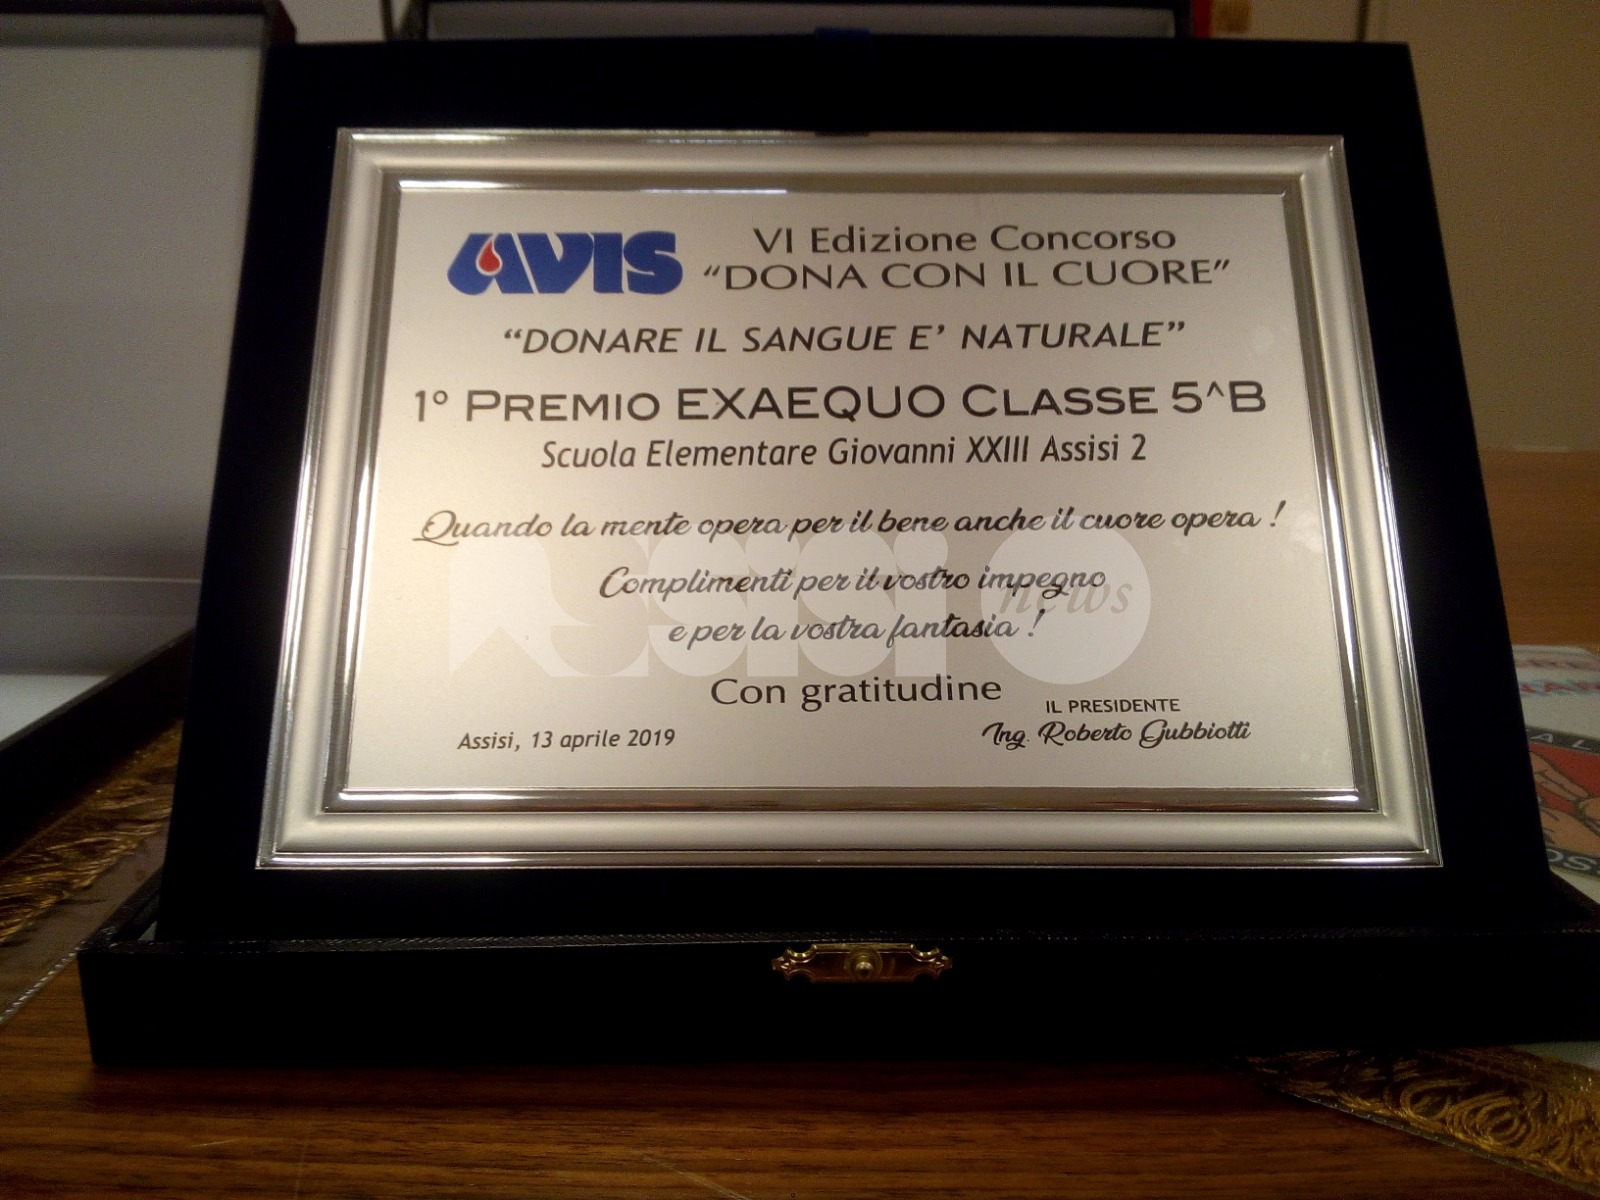 AVIS
VI Edizione Concorso
“DONA CON IL CUORE”
“DONARE IL SANGUE E’ NATURALE”
1° PREMIO EXAEQUO CLASSE 5^B
Scuola Elementare Giovanni XXIII Assisi 2
Quando la mente opera per il bene anche il cuore opera !
Complimenti per il vostro impegno
e per la vostra fantasia !
Assisi news
Con gratitudine
IL PRESIDENTE
Ing. Roberto Gubbiotti
Assisi, 13 aprile 2019